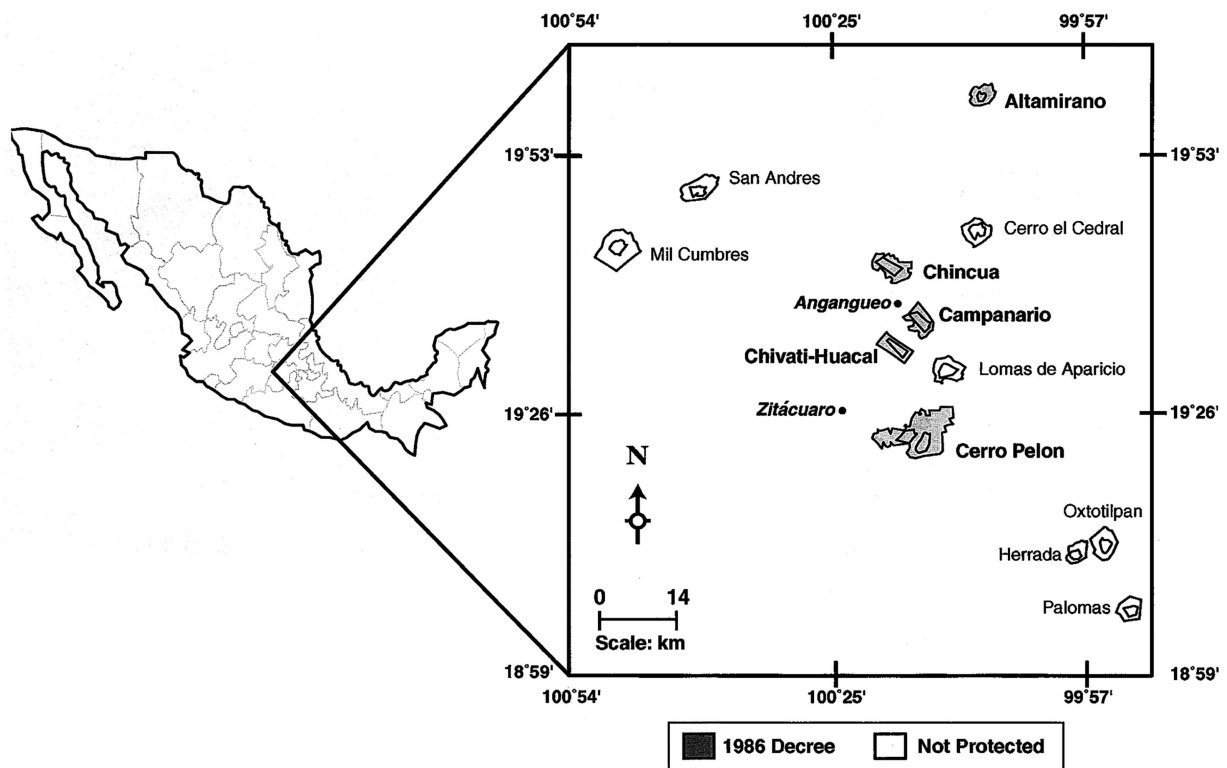 100°54' 100°25' 99°57'
Altamirano
19°53' 19°53'
San Andres
Cerro el Cedral
Mil Cumbres
Chincua
Angangueo
Campanario
Chivati-Huacal
Lomas de Aparicio
Zitácuaro
19°26' 19°26'
Cerro Pelon
N
Oxtotilpan
Herrada
0 14
Palomas
Scale: km
18°59' 18°59'
100°54' 100°25' 99°57'
1986 Decree Not Protected